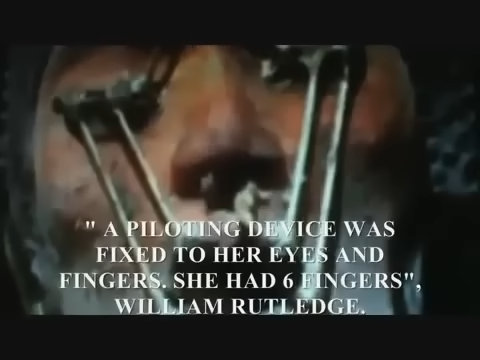 " A PILOTING DEVICE WAS
FIXED TO HER EYES AND
FINGERS. SHE HAD 6 FINGERS",
WILLIAM RUTLEDGE.